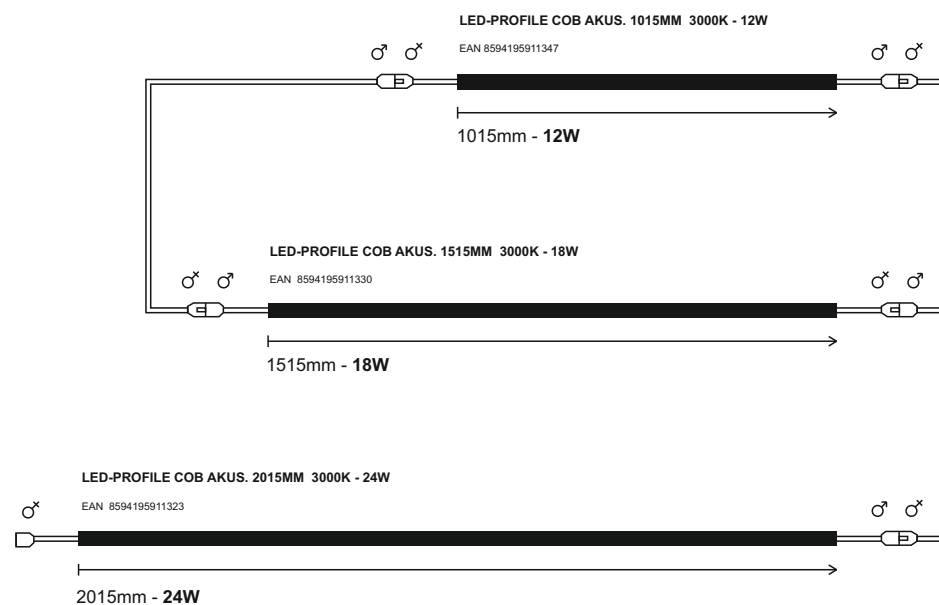 LED-PROFILE COB AKUS. 1015MM  3000K - 12W
EAN 8594195911347
1015mm - 12W
LED-PROFILE COB AKUS. 1515MM  3000K - 18W
EAN  8594195911330
1515mm - 18W
LED-PROFILE COB AKUS. 2015MM  3000K - 24W
EAN  8594195911323
2015mm - 24W